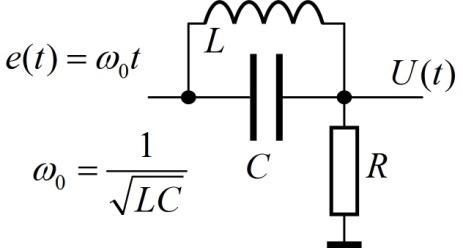 L
e(t) = ω₀t
U(t)
ω₀ = 1/√LC
C
R